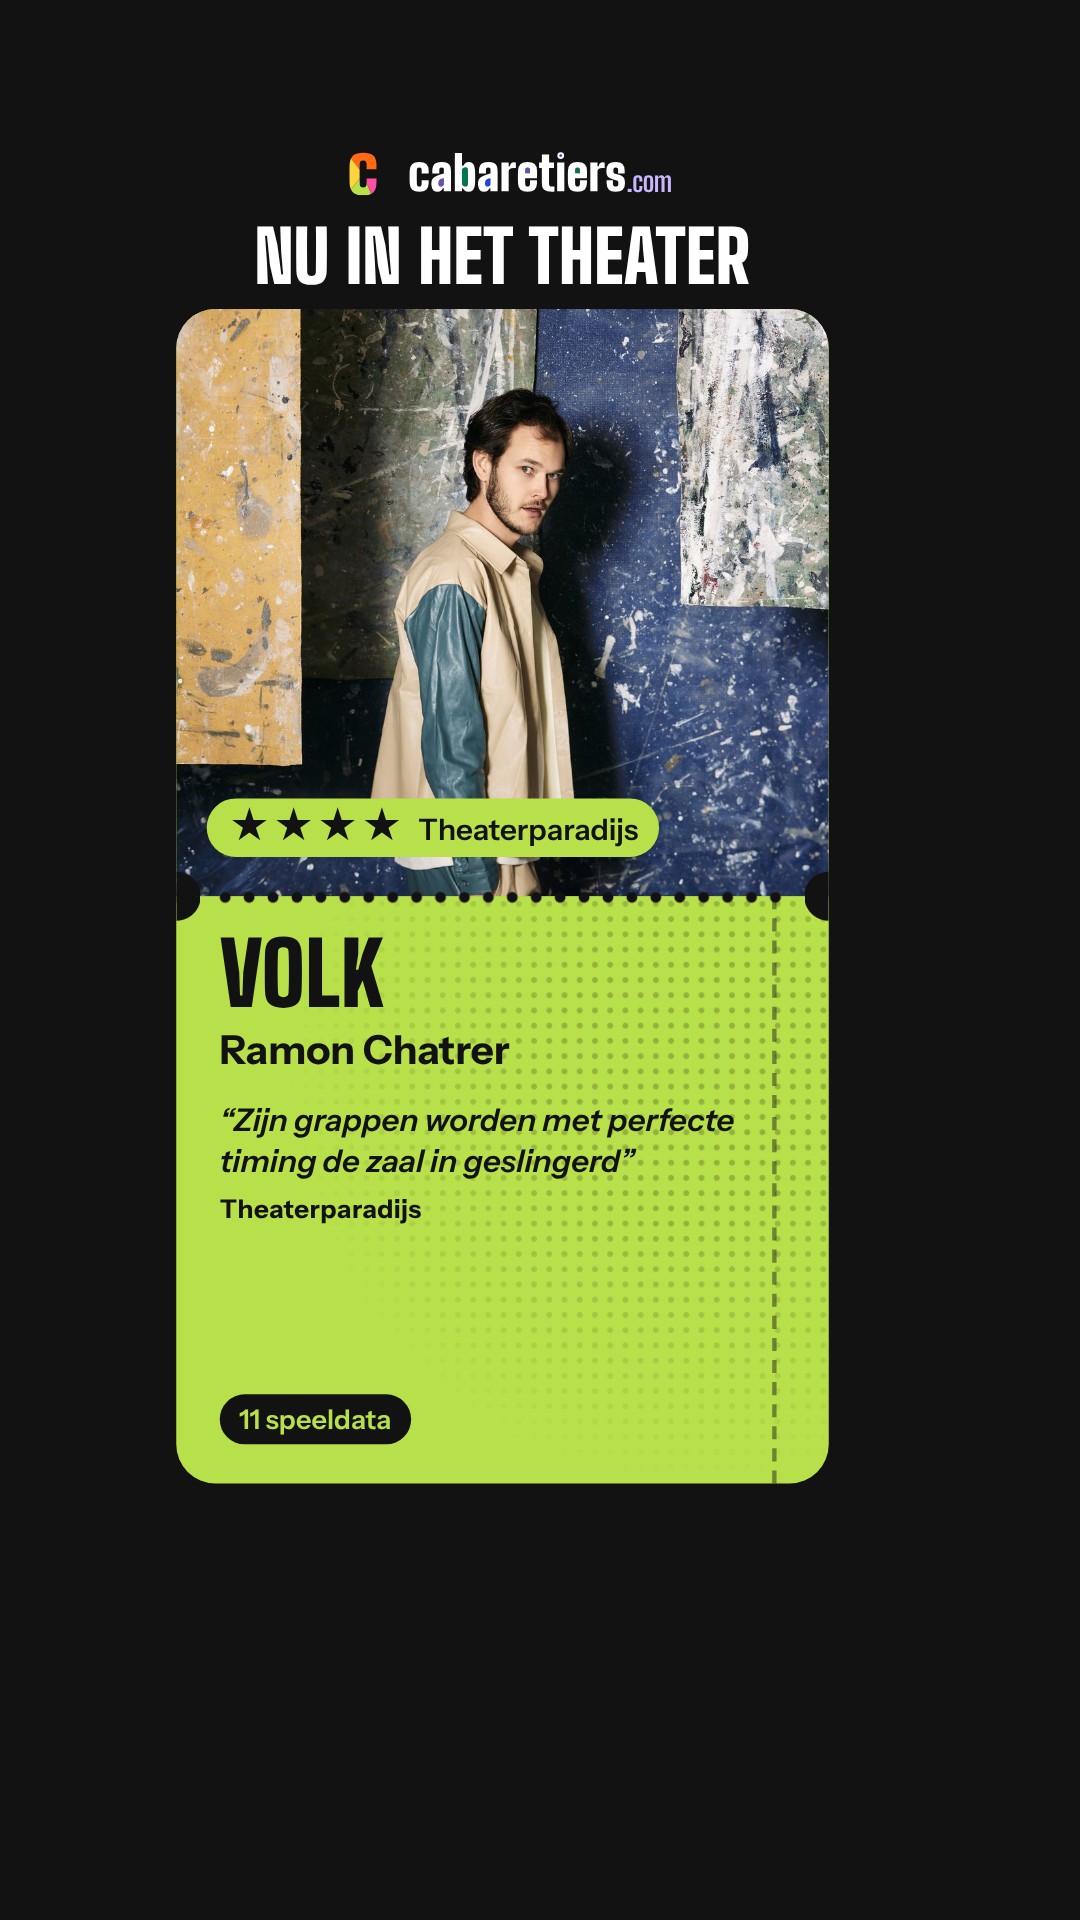 C cabaretiers.com
NU IN HET THEATER
★★★★ Theaterparadijs
VOLK
Ramon Chatrer
“Zijn grappen worden met perfecte
timing de zaal in geslingerd”
Theaterparadijs
11 speeldata